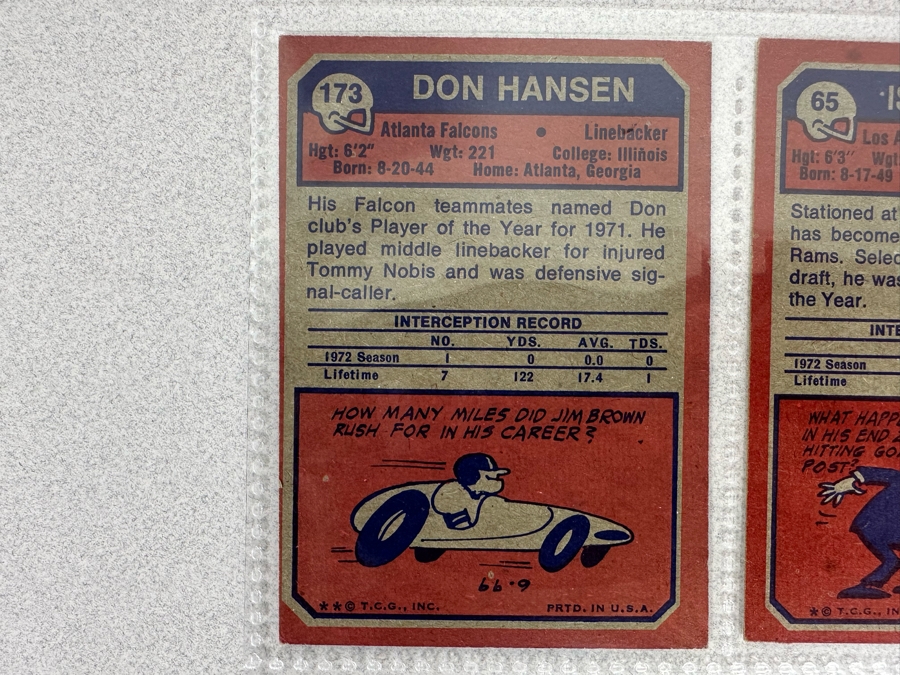 173
DON HANSEN
Atlanta Falcons • Linebacker
Hgt: 6'2" Wgt: 221 College: Illinois
Born: 8-20-44 Home: Atlanta, Georgia
His Falcon teammates named Don
club's Player of the Year for 1971. He
played middle linebacker for injured
Tommy Nobis and was defensive sig-
nal-caller.
INTERCEPTION RECORD
NO. YDS. AVG. TDS.
1972 Season 1 0 0.0 0
Lifetime 7 122 17.4 1
HOW MANY MILES DID JIM BROWN
RUSH FOR IN HIS CAREER?
6.99
**© T.C.G., INC. PRTD. IN U.S.A.
65
Los
Hgt: 6'3"
Born: 8-17-49
Stationed at
has become
Rams.
draft, he was
the Year.
1972 Season
Lifetime
WHAT
IN HIS END
HITTING
POST?
*© T.C.G.,